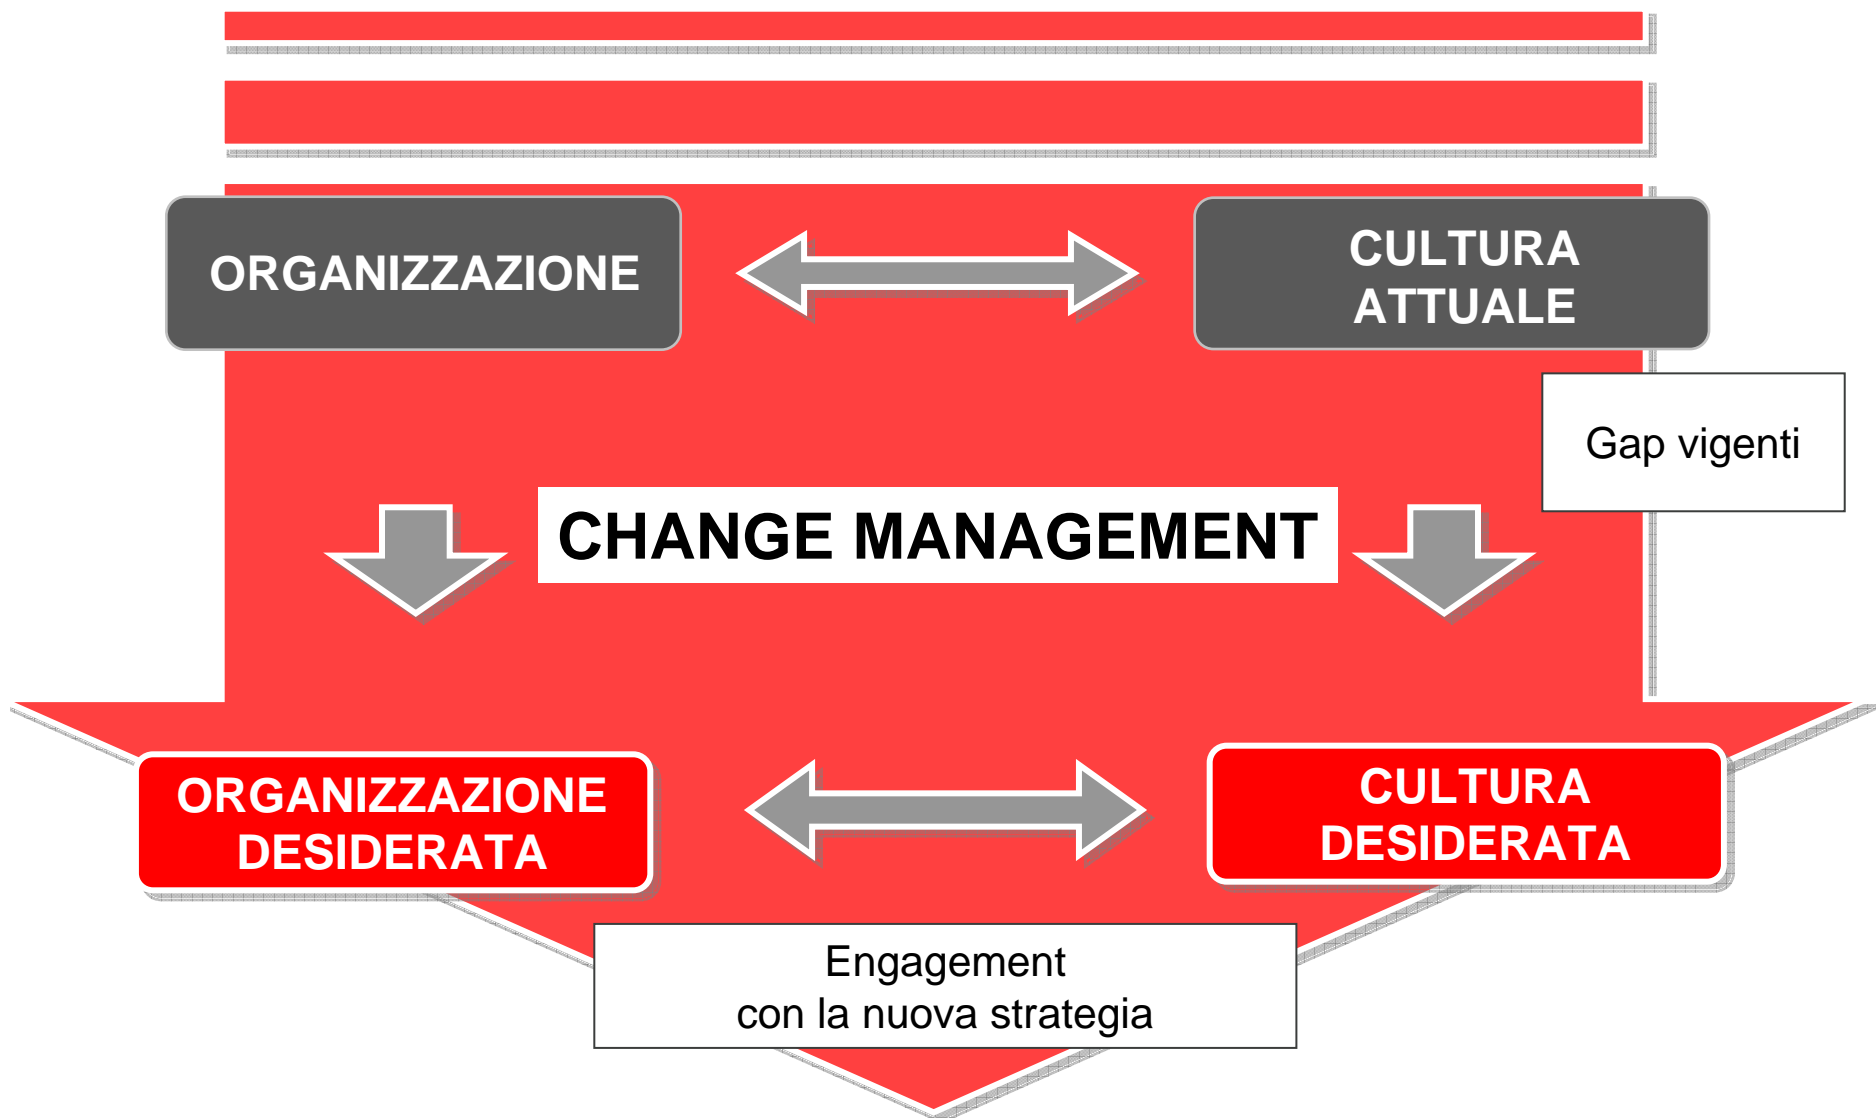 ORGANIZZAZIONE
CULTURA
ATTUALE
Gap vigenti
CHANGE MANAGEMENT
ORGANIZZAZIONE
DESIDERATA
CULTURA
DESIDERATA
Engagement
con la nuova strategia